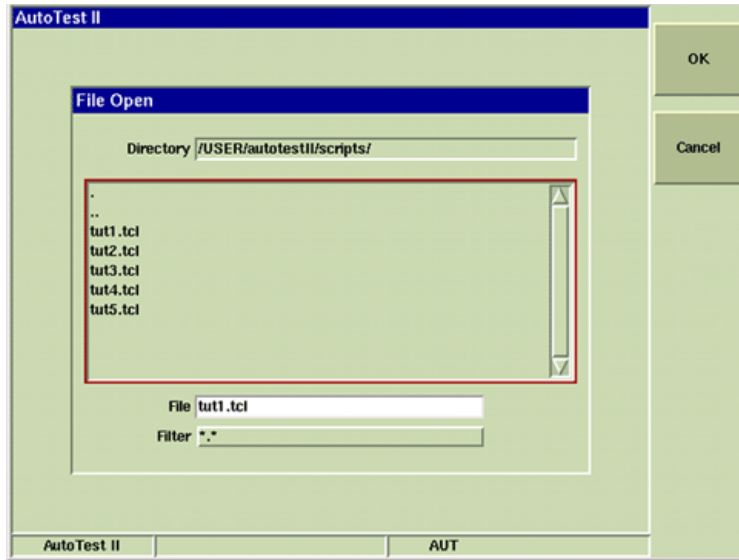 AutoTest II
OK
File Open
Directory /USER/autotestII/scripts/
Cancel
.
..
tut1.tcl
tut2.tcl
tut3.tcl
tut4.tcl
tut5.tcl
File tut1.tcl
Filter *.*
AutoTest II AUT